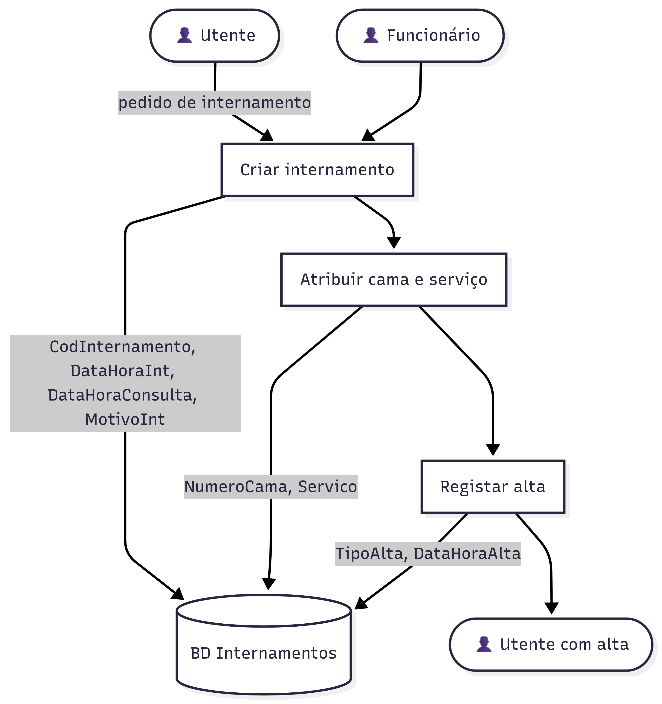 Utente
Funcionário
pedido de internamento
Criar internamento
Atribuir cama e serviço
CodInternamento,
DataHoraInt,
DataHoraConsulta,
MotivoInt
NumeroCama, Servico
Registar alta
TipoAlta, DataHoraAlta
BD Internamentos
Utente com alta